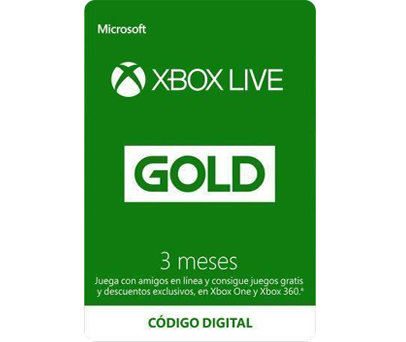 Microsoft
XBOX LIVE
GOLD
3 meses
Juega con amigos en línea y consigue juegos gratis
y descuentos exclusivos, en Xbox One y Xbox 360.*
CÓDIGO DIGITAL